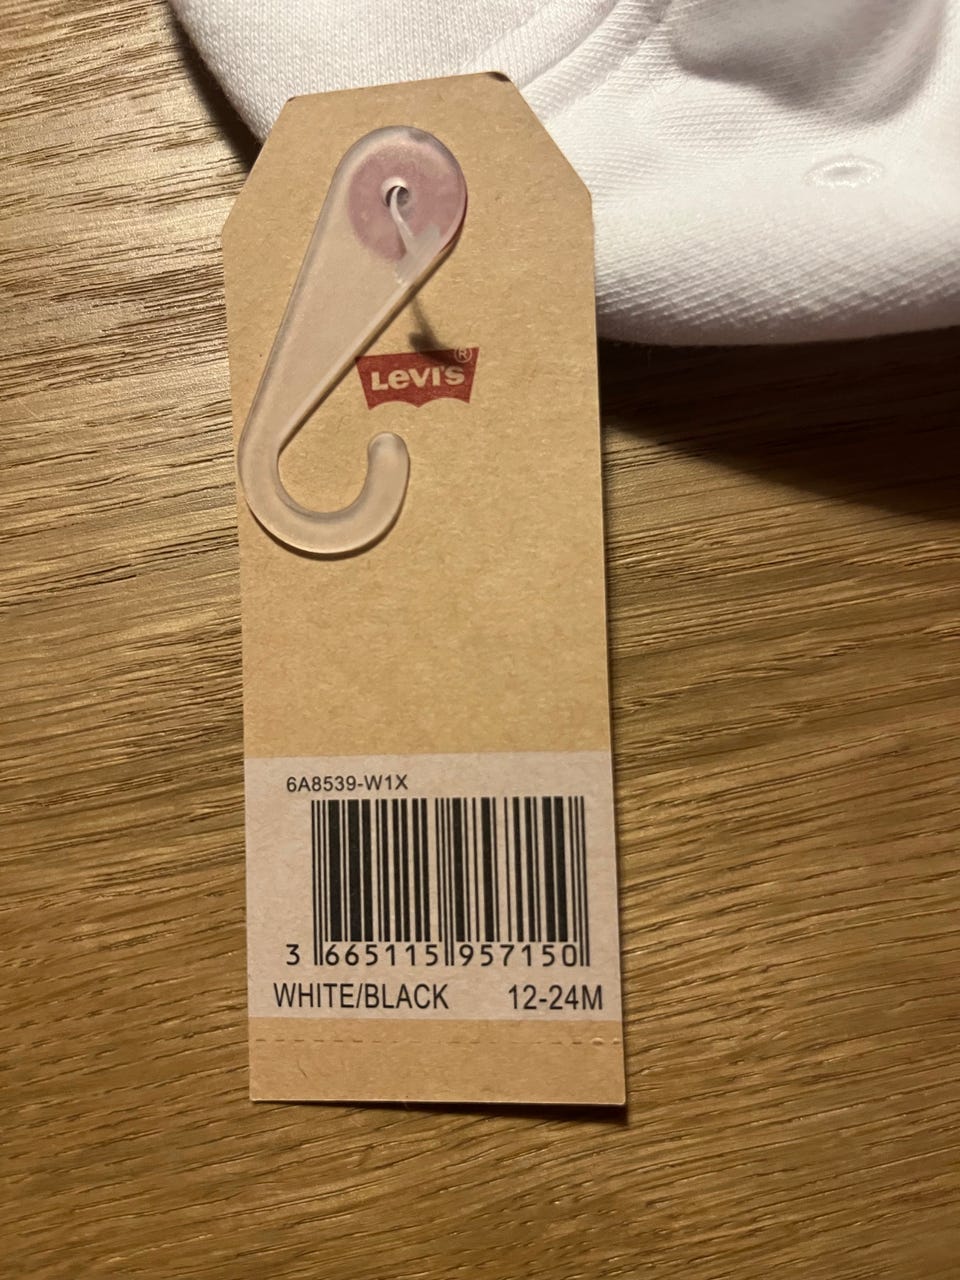 Levi's®
6A8539-W1X
3 665115 957150
WHITE/BLACK 12-24M